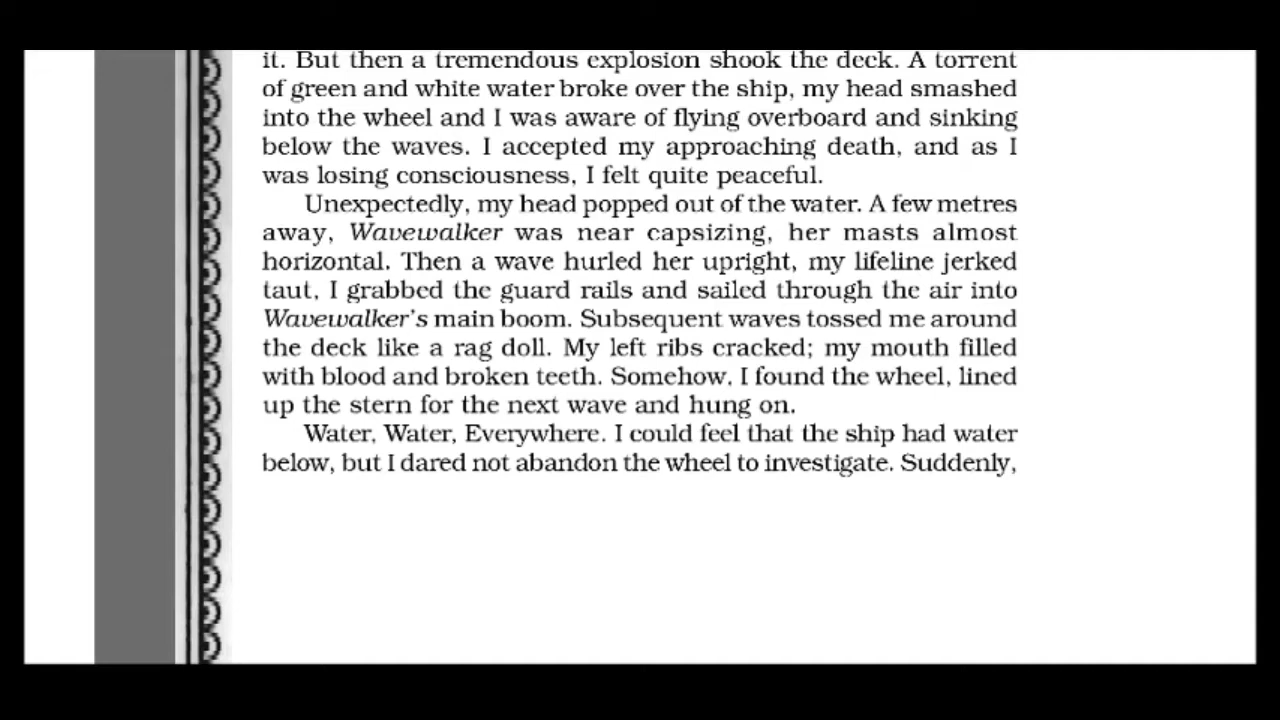 it. But then a tremendous explosion shook the deck. A torrent
of green and white water broke over the ship, my head smashed
into the wheel and I was aware of flying overboard and sinking
below the waves. I accepted my approaching death, and as I
was losing consciousness, I felt quite peaceful.
Unexpectedly, my head popped out of the water. A few metres
away, Wavewalker was near capsizing, her masts almost
horizontal. Then a wave hurled her upright, my lifeline jerked
taut, I grabbed the guard rails and sailed through the air into
Wavewalker's main boom. Subsequent waves tossed me around
the deck like a rag doll. My left ribs cracked; my mouth filled
with blood and broken teeth. Somehow, I found the wheel, lined
up the stern for the next wave and hung on.
Water, Water, Everywhere. I could feel that the ship had water
below, but I dared not abandon the wheel to investigate. Suddenly,